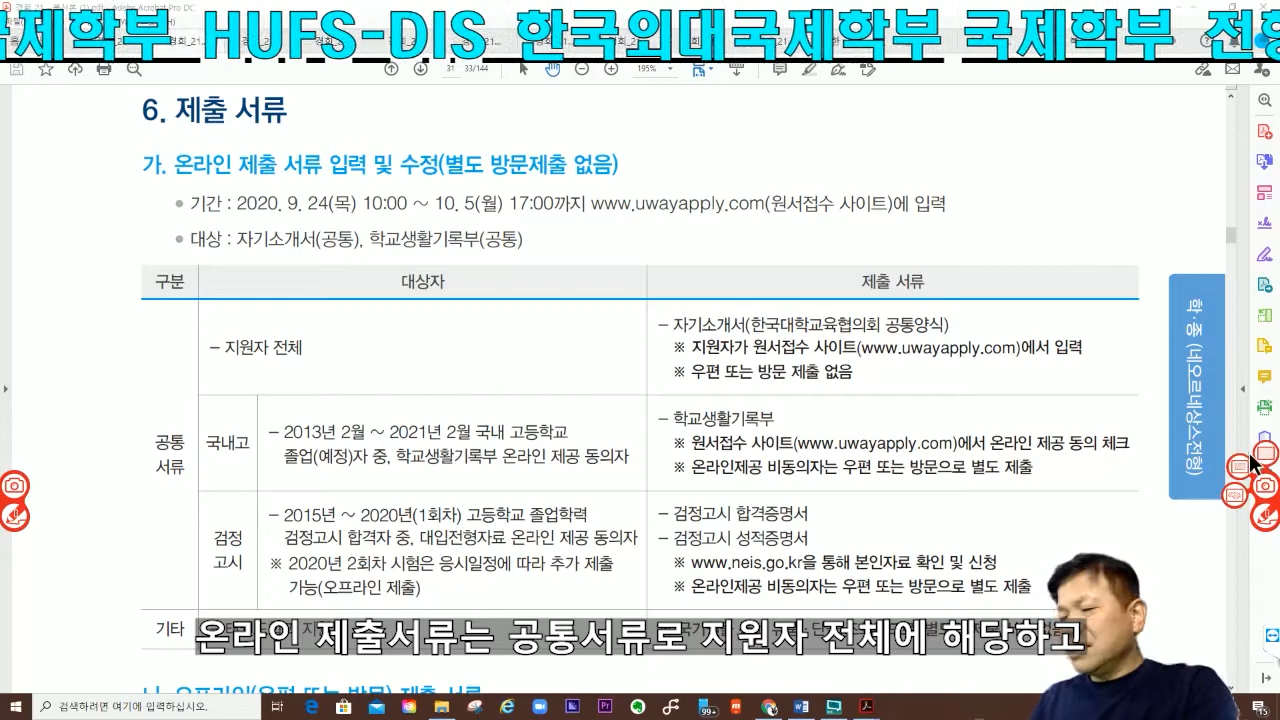 국제학부 HUFS-DIS 한국외대국제학부 국제학부 전형
31 33/144
195%
6. 제출 서류
가. 온라인 제출 서류 입력 및 수정(별도 방문제출 없음)
● 기간 : 2020. 9. 24(목) 10:00 ~ 10. 5(월) 17:00까지 www.uwayapply.com(원서접수 사이트)에 입력
● 대상 : 자기소개서(공통), 학교생활기록부(공통)
구분 대상자 제출 서류
– 지원자 전체
– 자기소개서(한국대학교육협의회 공통양식)
※ 지원자가 원서접수 사이트(www.uwayapply.com)에서 입력
※ 우편 또는 방문 제출 없음
공통
서류
국내고
– 2013년 2월 ~ 2021년 2월 국내 고등학교
졸업(예정)자 중, 학교생활기록부 온라인 제공 동의자
– 학교생활기록부
※ 원서접수 사이트(www.uwayapply.com)에서 온라인 제공 동의 체크
※ 온라인제공 비동의자는 우편 또는 방문으로 별도 제출
검정
고시
– 2015년 ~ 2020년(1회차) 고등학교 졸업학력
검정고시 합격자 중, 대입전형자료 온라인 제공 동의자
※ 2020년 2회차 시험은 응시일정에 따라 추가 제출
가능(오프라인 제출)
– 검정고시 합격증명서
– 검정고시 성적증명서
※ www.neis.go.kr을 통해 본인자료 확인 및 신청
※ 온라인제공 비동의자는 우편 또는 방문으로 별도 제출
기타
학·종 (네오르네상스전형)
온라인 제출서류는 공통서류로 지원자 전체에 해당하고
나. 오프라인(우편 또는 방문) 제출 서류
검색하려면 여기에 입력하십시오.
99+
15